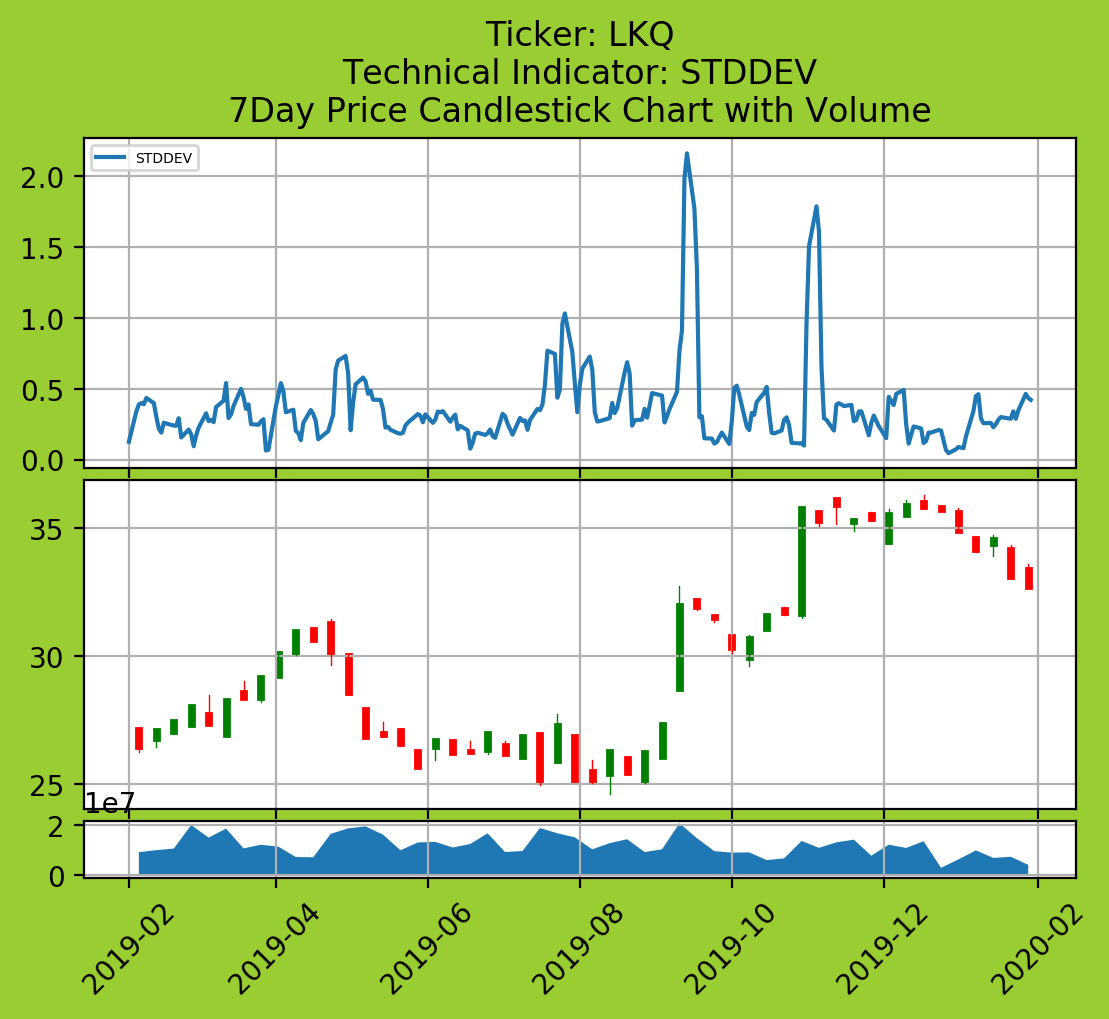 Ticker: LKQ
Technical Indicator: STDDEV
7Day Price Candlestick Chart with Volume
STDDEV
2.0
1.5
1.0
0.5
0.0
35
30
25
1e7
2
0
2019-02 2019-04 2019-06 2019-08 2019-10 2019-12 2020-02